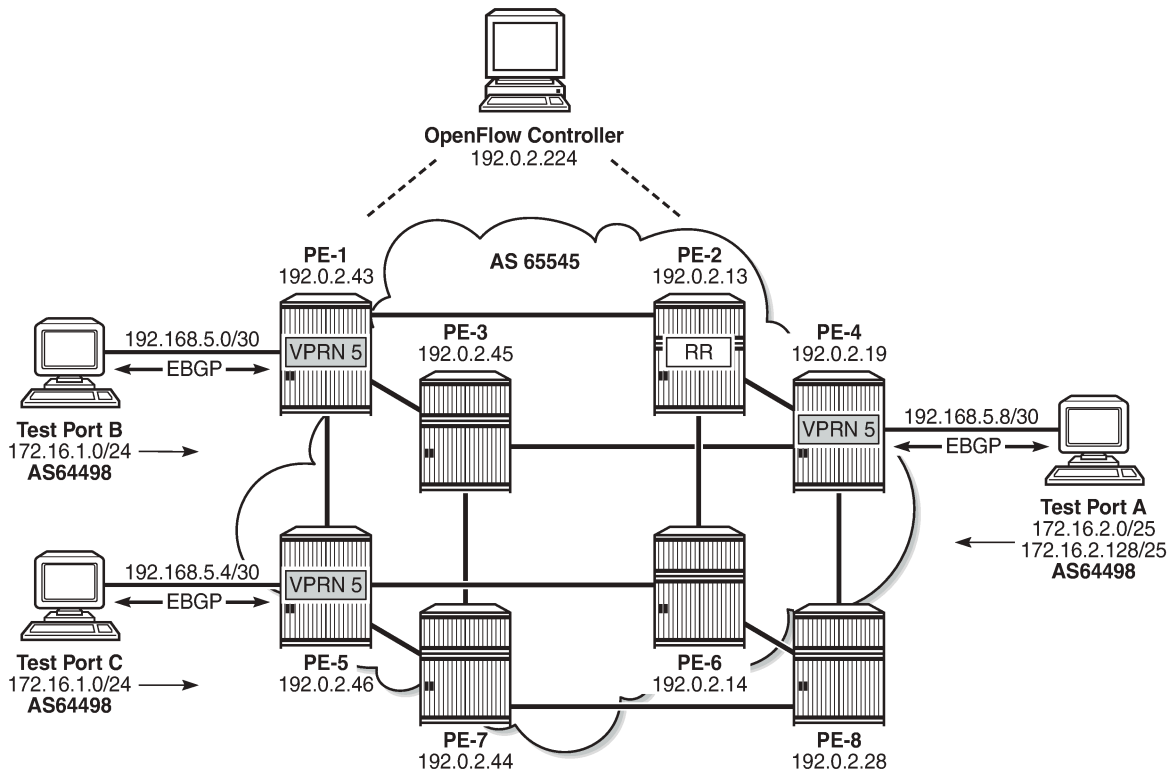 OpenFlow Controller
192.0.2.224
AS 65545
PE-1
192.0.2.43
PE-2
192.0.2.13
PE-3
192.0.2.45
PE-4
192.0.2.19
VPRN 5
RR
VPRN 5
192.168.5.0/30
EBGP
Test Port B
172.16.1.0/24
AS64498
192.168.5.8/30
EBGP
Test Port A
172.16.2.0/25
172.16.2.128/25
AS64498
192.168.5.4/30
EBGP
VPRN 5
Test Port C
172.16.1.0/24
AS64498
PE-5
192.0.2.46
PE-6
192.0.2.14
PE-7
192.0.2.44
PE-8
192.0.2.28